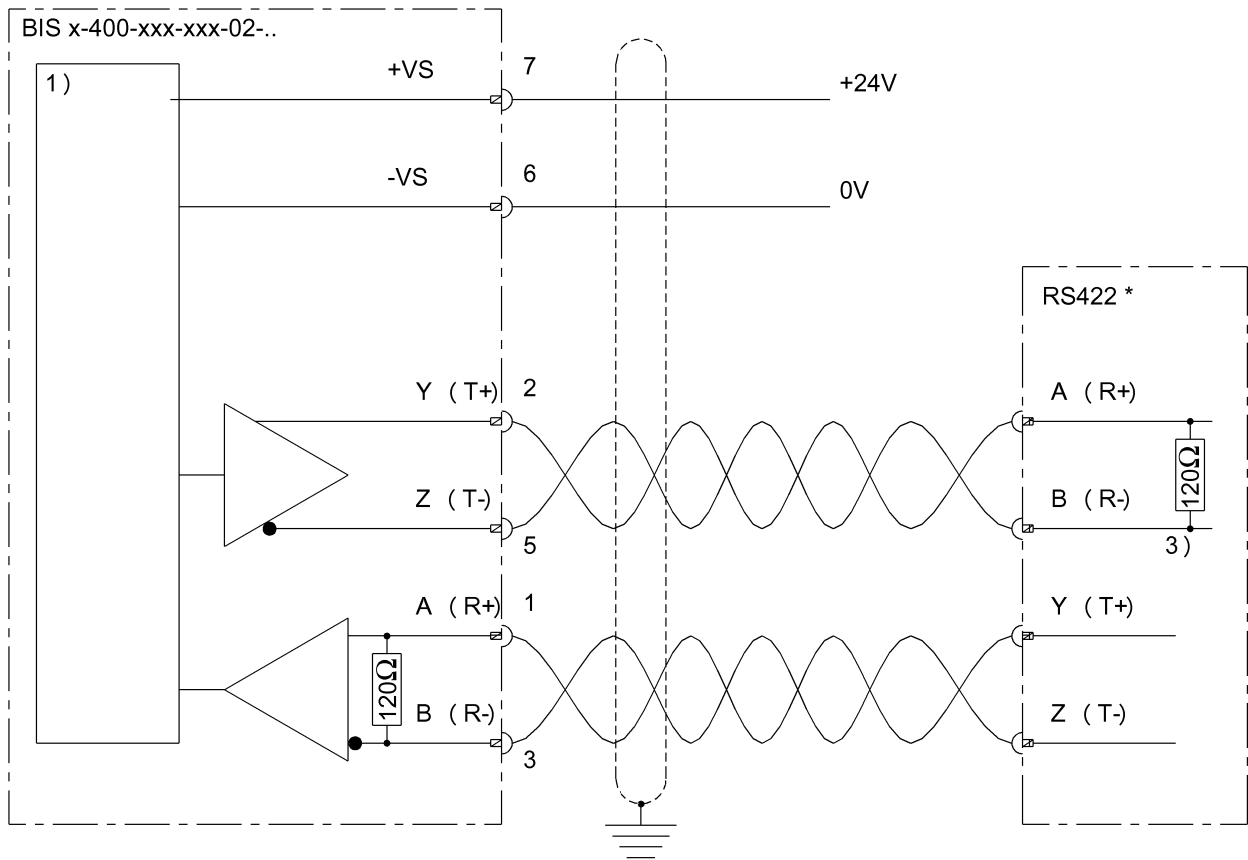 BIS x-400-xxx-xxx-02-..
1)
+VS
7
+24V
-VS
6
0V
RS422 *
Y (T+)
2
A (R+)
120Ω
Z (T-)
5
B (R-)
3)
A (R+)
1
Y (T+)
120Ω
B (R-)
3
Z (T-)